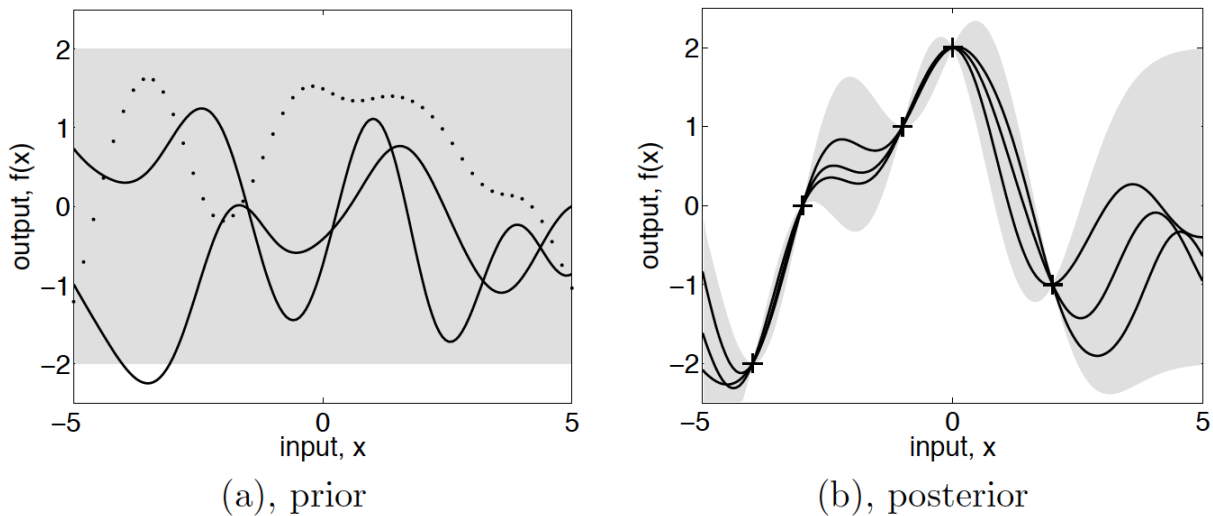 2
1
0
−1
−2
−5
0
5
output, f(x)
input, x
(a), prior
2
1
0
−1
−2
−5
0
5
output, f(x)
input, x
(b), posterior